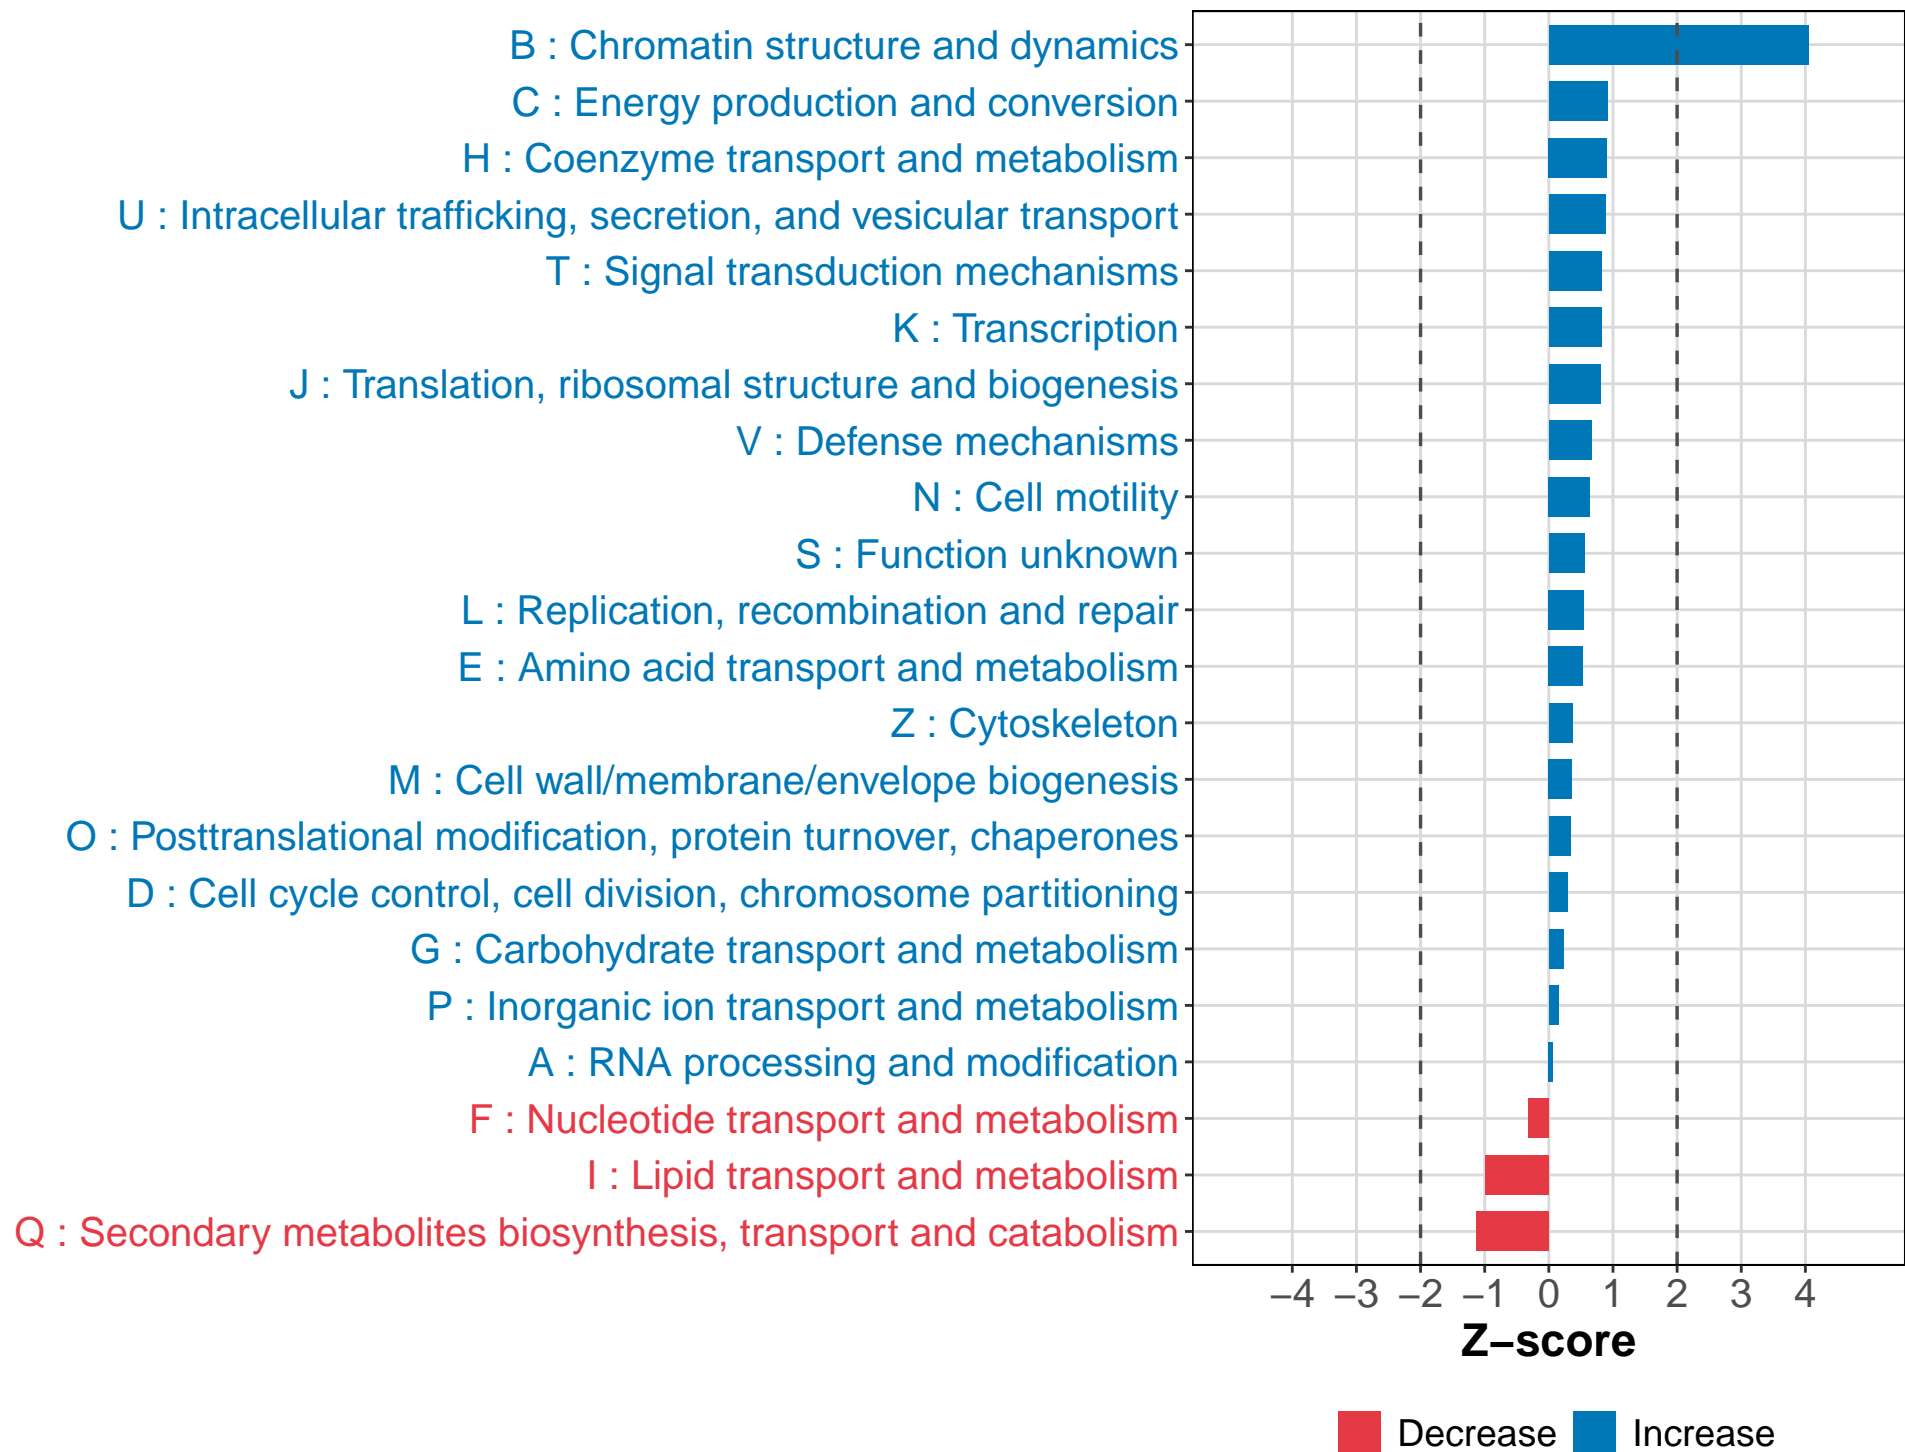 B : Chromatin structure and dynamics
C : Energy production and conversion
H : Coenzyme transport and metabolism
U : Intracellular trafficking, secretion, and vesicular transport
T : Signal transduction mechanisms
K : Transcription
J : Translation, ribosomal structure and biogenesis
V : Defense mechanisms
N : Cell motility
S : Function unknown
L : Replication, recombination and repair
E : Amino acid transport and metabolism
Z : Cytoskeleton
M : Cell wall/membrane/envelope biogenesis
O : Posttranslational modification, protein turnover, chaperones
D : Cell cycle control, cell division, chromosome partitioning
G : Carbohydrate transport and metabolism
P : Inorganic ion transport and metabolism
A : RNA processing and modification
F : Nucleotide transport and metabolism
I : Lipid transport and metabolism
Q : Secondary metabolites biosynthesis, transport and catabolism
−4 −3 −2 −1 0 1 2 3 4
Z−score
Decrease Increase